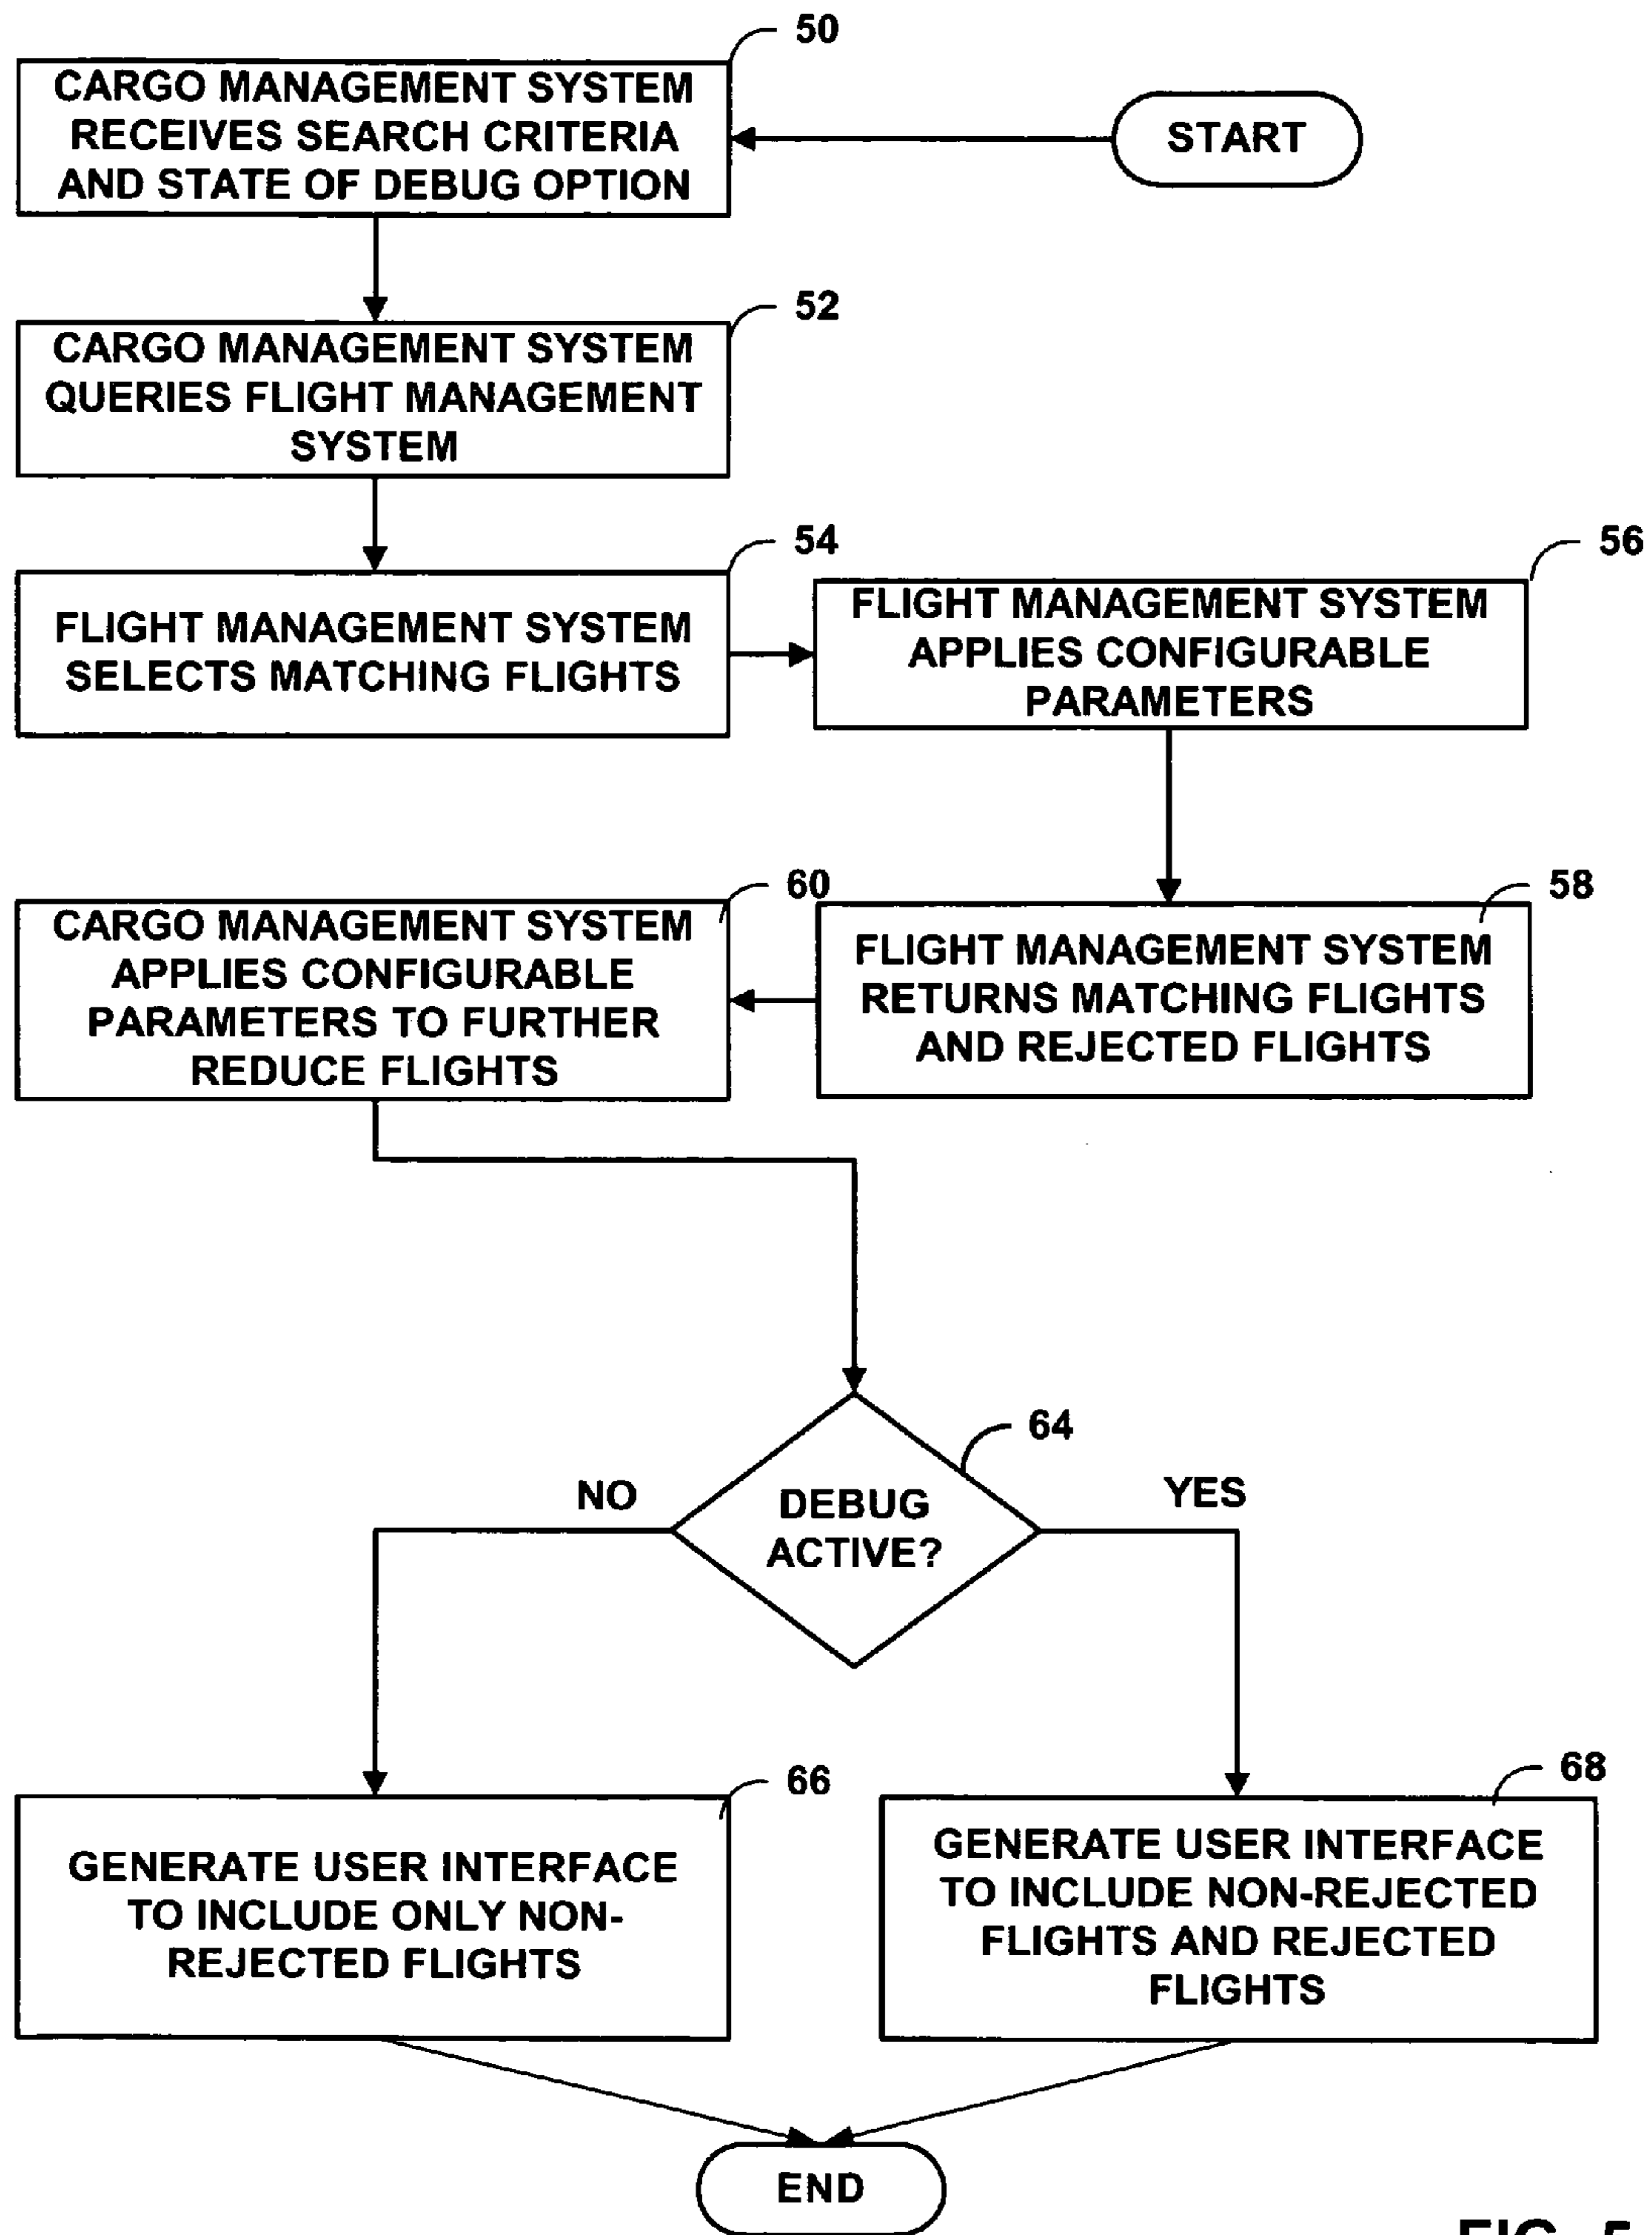 50
CARGO MANAGEMENT SYSTEM
RECEIVES SEARCH CRITERIA
AND STATE OF DEBUG OPTION
START
52
CARGO MANAGEMENT SYSTEM
QUERIES FLIGHT MANAGEMENT
SYSTEM
54
FLIGHT MANAGEMENT SYSTEM
SELECTS MATCHING FLIGHTS
56
FLIGHT MANAGEMENT SYSTEM
APPLIES CONFIGURABLE
PARAMETERS
58
FLIGHT MANAGEMENT SYSTEM
RETURNS MATCHING FLIGHTS
AND REJECTED FLIGHTS
60
CARGO MANAGEMENT SYSTEM
APPLIES CONFIGURABLE
PARAMETERS TO FURTHER
REDUCE FLIGHTS
64
DEBUG
ACTIVE?
NO
YES
66
GENERATE USER INTERFACE
TO INCLUDE ONLY NON-
REJECTED FLIGHTS
68
GENERATE USER INTERFACE
TO INCLUDE NON-REJECTED
FLIGHTS AND REJECTED
FLIGHTS
END
FIG. 5